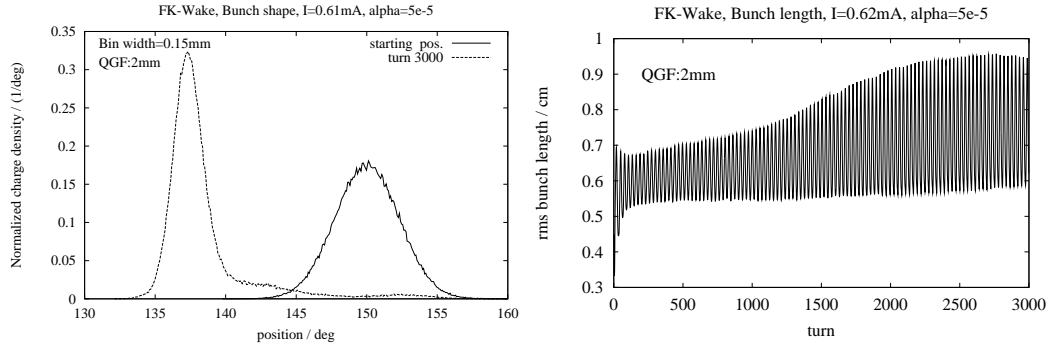 FK-Wake, Bunch shape, I=0.61mA, alpha=5e-5
Bin width=0.15mm
QGF:2mm
starting pos.
turn 3000
Normalized charge density / (1/deg)
0.35
0.3
0.25
0.2
0.15
0.1
0.05
0
130 135 140 145 150 155 160
position / deg
FK-Wake, Bunch length, I=0.62mA, alpha=5e-5
QGF:2mm
rms bunch length / cm
1
0.9
0.8
0.7
0.6
0.5
0.4
0.3
0 500 1000 1500 2000 2500 3000
turn